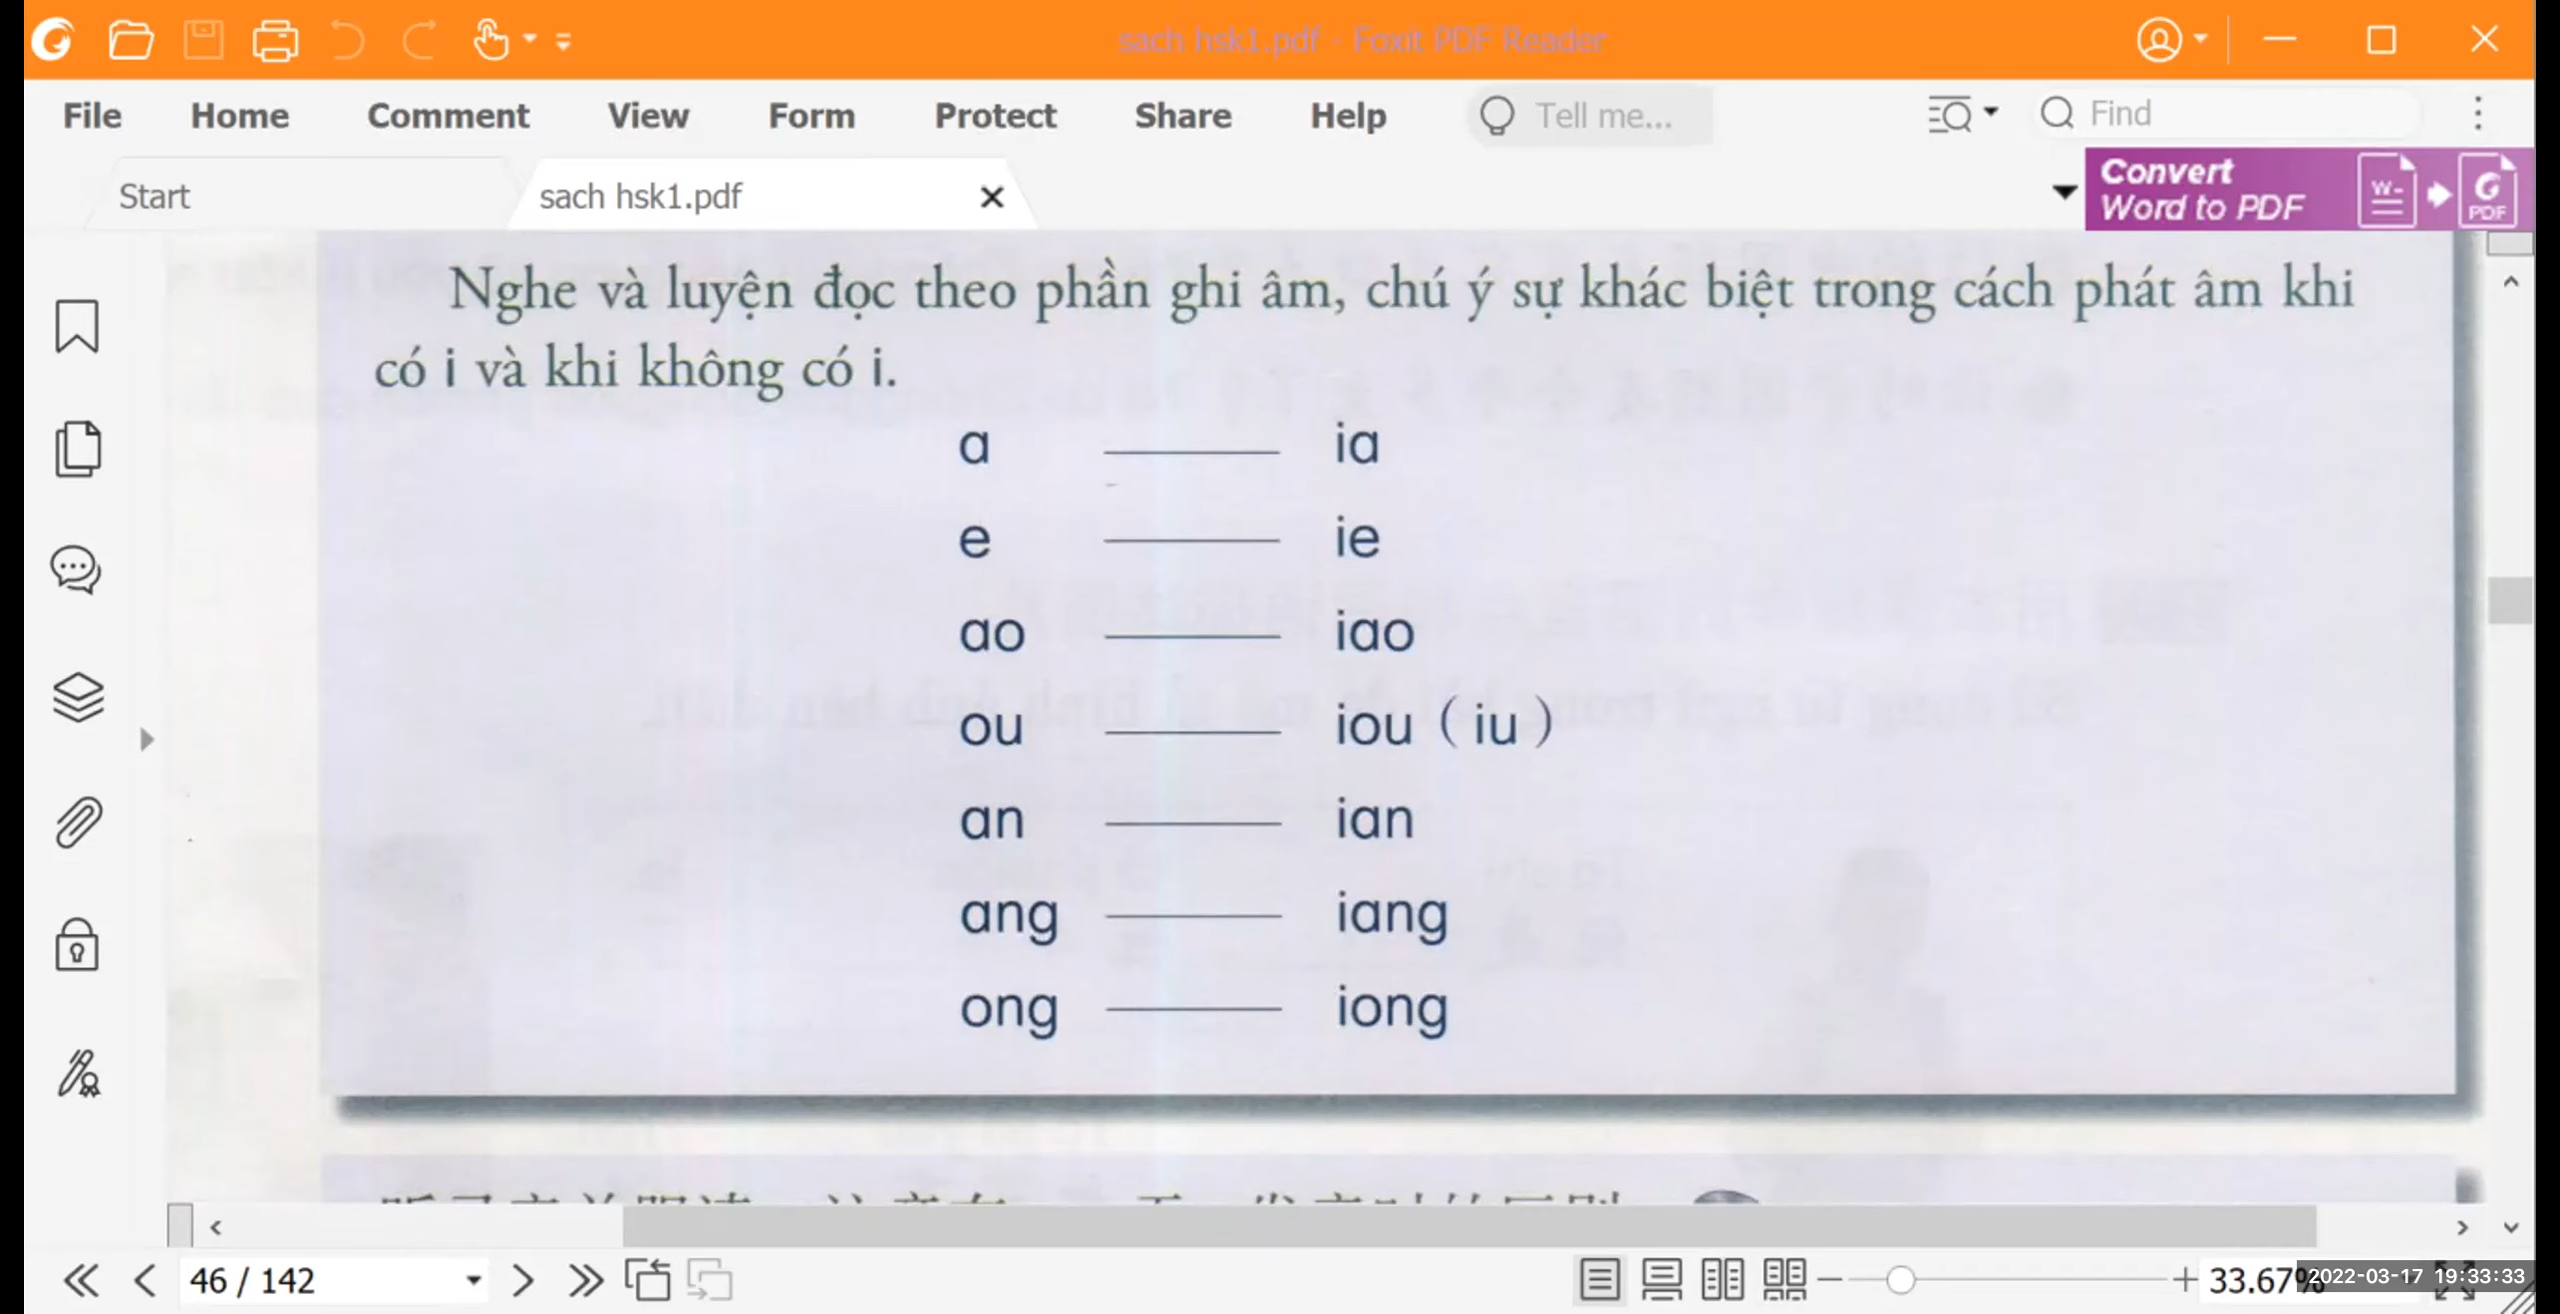 sach hsk1.pdf - Foxit PDF Reader
File Home Comment View Form Protect Share Help Tell me... Find
Start sach hsk1.pdf
Convert
Word to PDF
W
PDF
Nghe và luyện đọc theo phần ghi âm, chú ý sự khác biệt trong cách phát âm khi
có i và khi không có i.
a ia
e ie
ao iao
ou iou (iu)
an ian
ang iang
ong iong
46 / 142
33.67%
2022-03-17 19:33:33